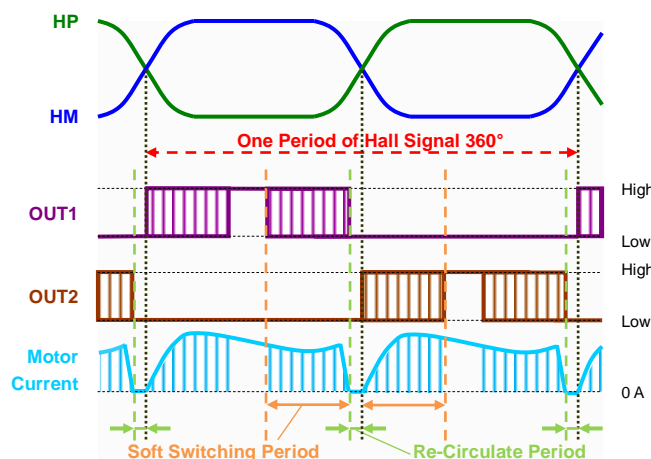 HP
HM
One Period of Hall Signal 360°
OUT1
High
Low
OUT2
High
Low
Motor
Current
0 A
Soft Switching Period
Re-Circulate Period